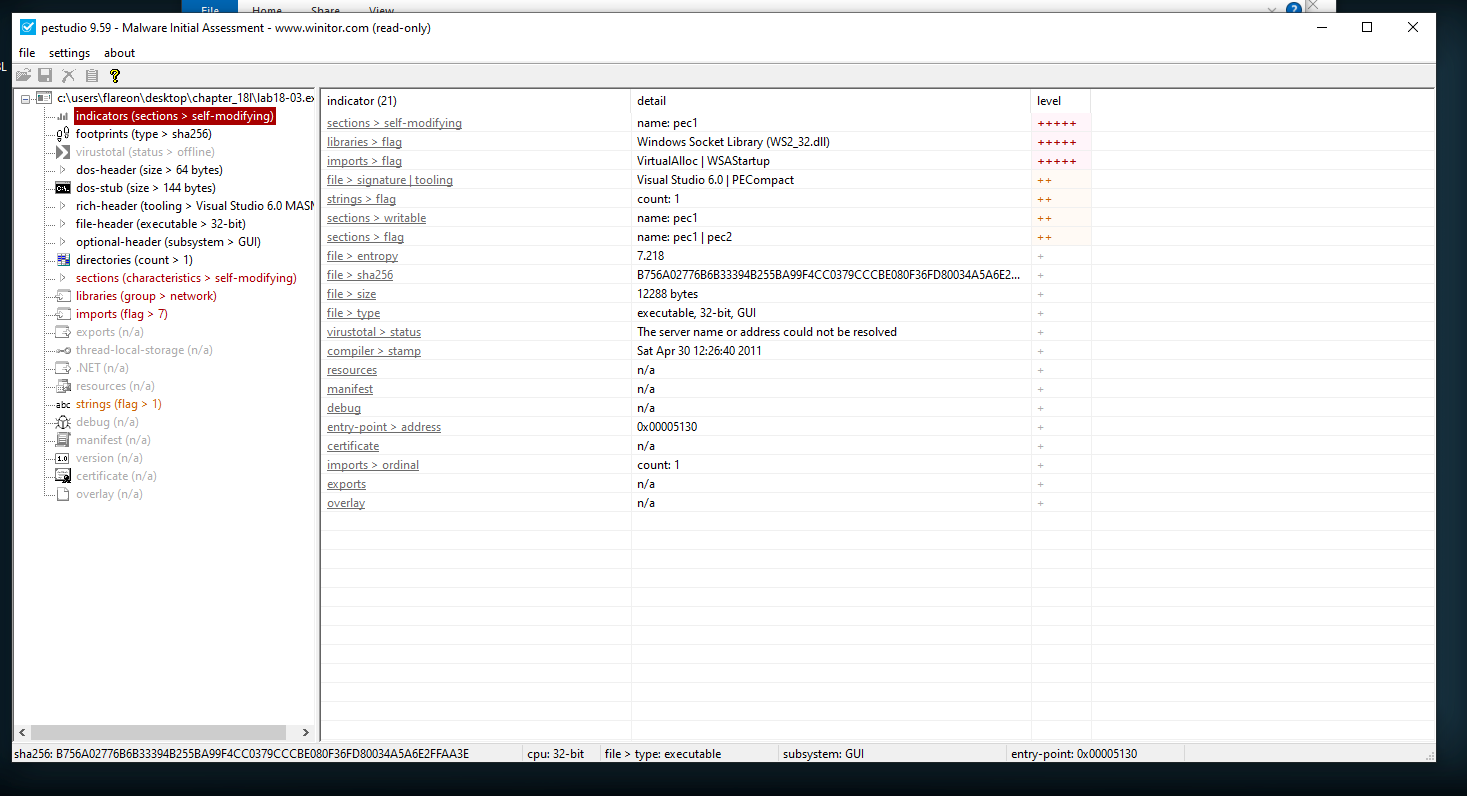 File Home Share View
pestudio 9.59 - Malware Initial Assessment - www.winitor.com (read-only)
file settings about
c:\users\flareon\desktop\chapter_18l\lab18-03.ex
indicators (sections > self-modifying)
footprints (type > sha256)
virustotal (status > offline)
dos-header (size > 64 bytes)
dos-stub (size > 144 bytes)
rich-header (tooling > Visual Studio 6.0 MASM
file-header (executable > 32-bit)
optional-header (subsystem > GUI)
directories (count > 1)
sections (characteristics > self-modifying)
libraries (group > network)
imports (flag > 7)
exports (n/a)
thread-local-storage (n/a)
.NET (n/a)
resources (n/a)
abc strings (flag > 1)
debug (n/a)
manifest (n/a)
1.0 version (n/a)
certificate (n/a)
overlay (n/a)
indicator (21) detail level
sections > self-modifying name: pec1 +++++
libraries > flag Windows Socket Library (WS2_32.dll) +++++
imports > flag VirtualAlloc | WSAStartup +++++
file > signature | tooling Visual Studio 6.0 | PECompact ++
strings > flag count: 1 ++
sections > writable name: pec1 ++
sections > flag name: pec1 | pec2 ++
file > entropy 7.218 +
file > sha256 B756A02776B6B33394B255BA99F4CC0379CCCBE080F36FD80034A5A6E2... +
file > size 12288 bytes +
file > type executable, 32-bit, GUI +
virustotal > status The server name or address could not be resolved +
compiler > stamp Sat Apr 30 12:26:40 2011 +
resources n/a +
manifest n/a +
debug n/a +
entry-point > address 0x00005130 +
certificate n/a +
imports > ordinal count: 1 +
exports n/a +
overlay n/a +
sha256: B756A02776B6B33394B255BA99F4CC0379CCCBE080F36FD80034A5A6E2FFAA3E cpu: 32-bit file > type: executable subsystem: GUI entry-point: 0x00005130